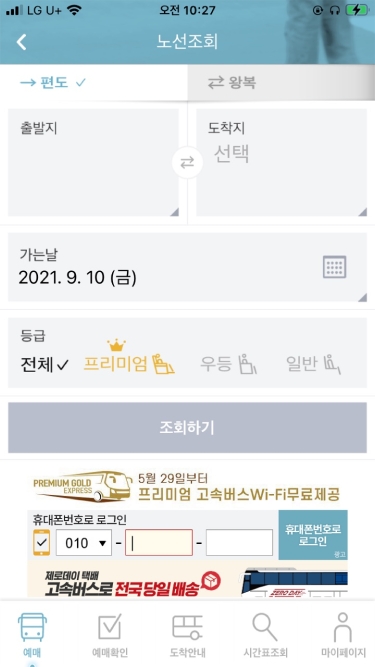 LG U+ 오전 10:27
노선조회
편도 왕복
출발지 도착지
선택
가는날
2021. 9. 10 (금)
등급
전체 프리미엄 우등 일반
조회하기
PREMIUM GOLD EXPRESS 5월 29일부터
프리미엄 고속버스Wi-Fi무료제공
휴대폰번호로 로그인
010 - -
휴대폰번호로 로그인
광고
제로데이 택배
고속버스로 전국 당일 배송
ZERO DAY
예매 예매확인 도착안내 시간표조회 마이페이지